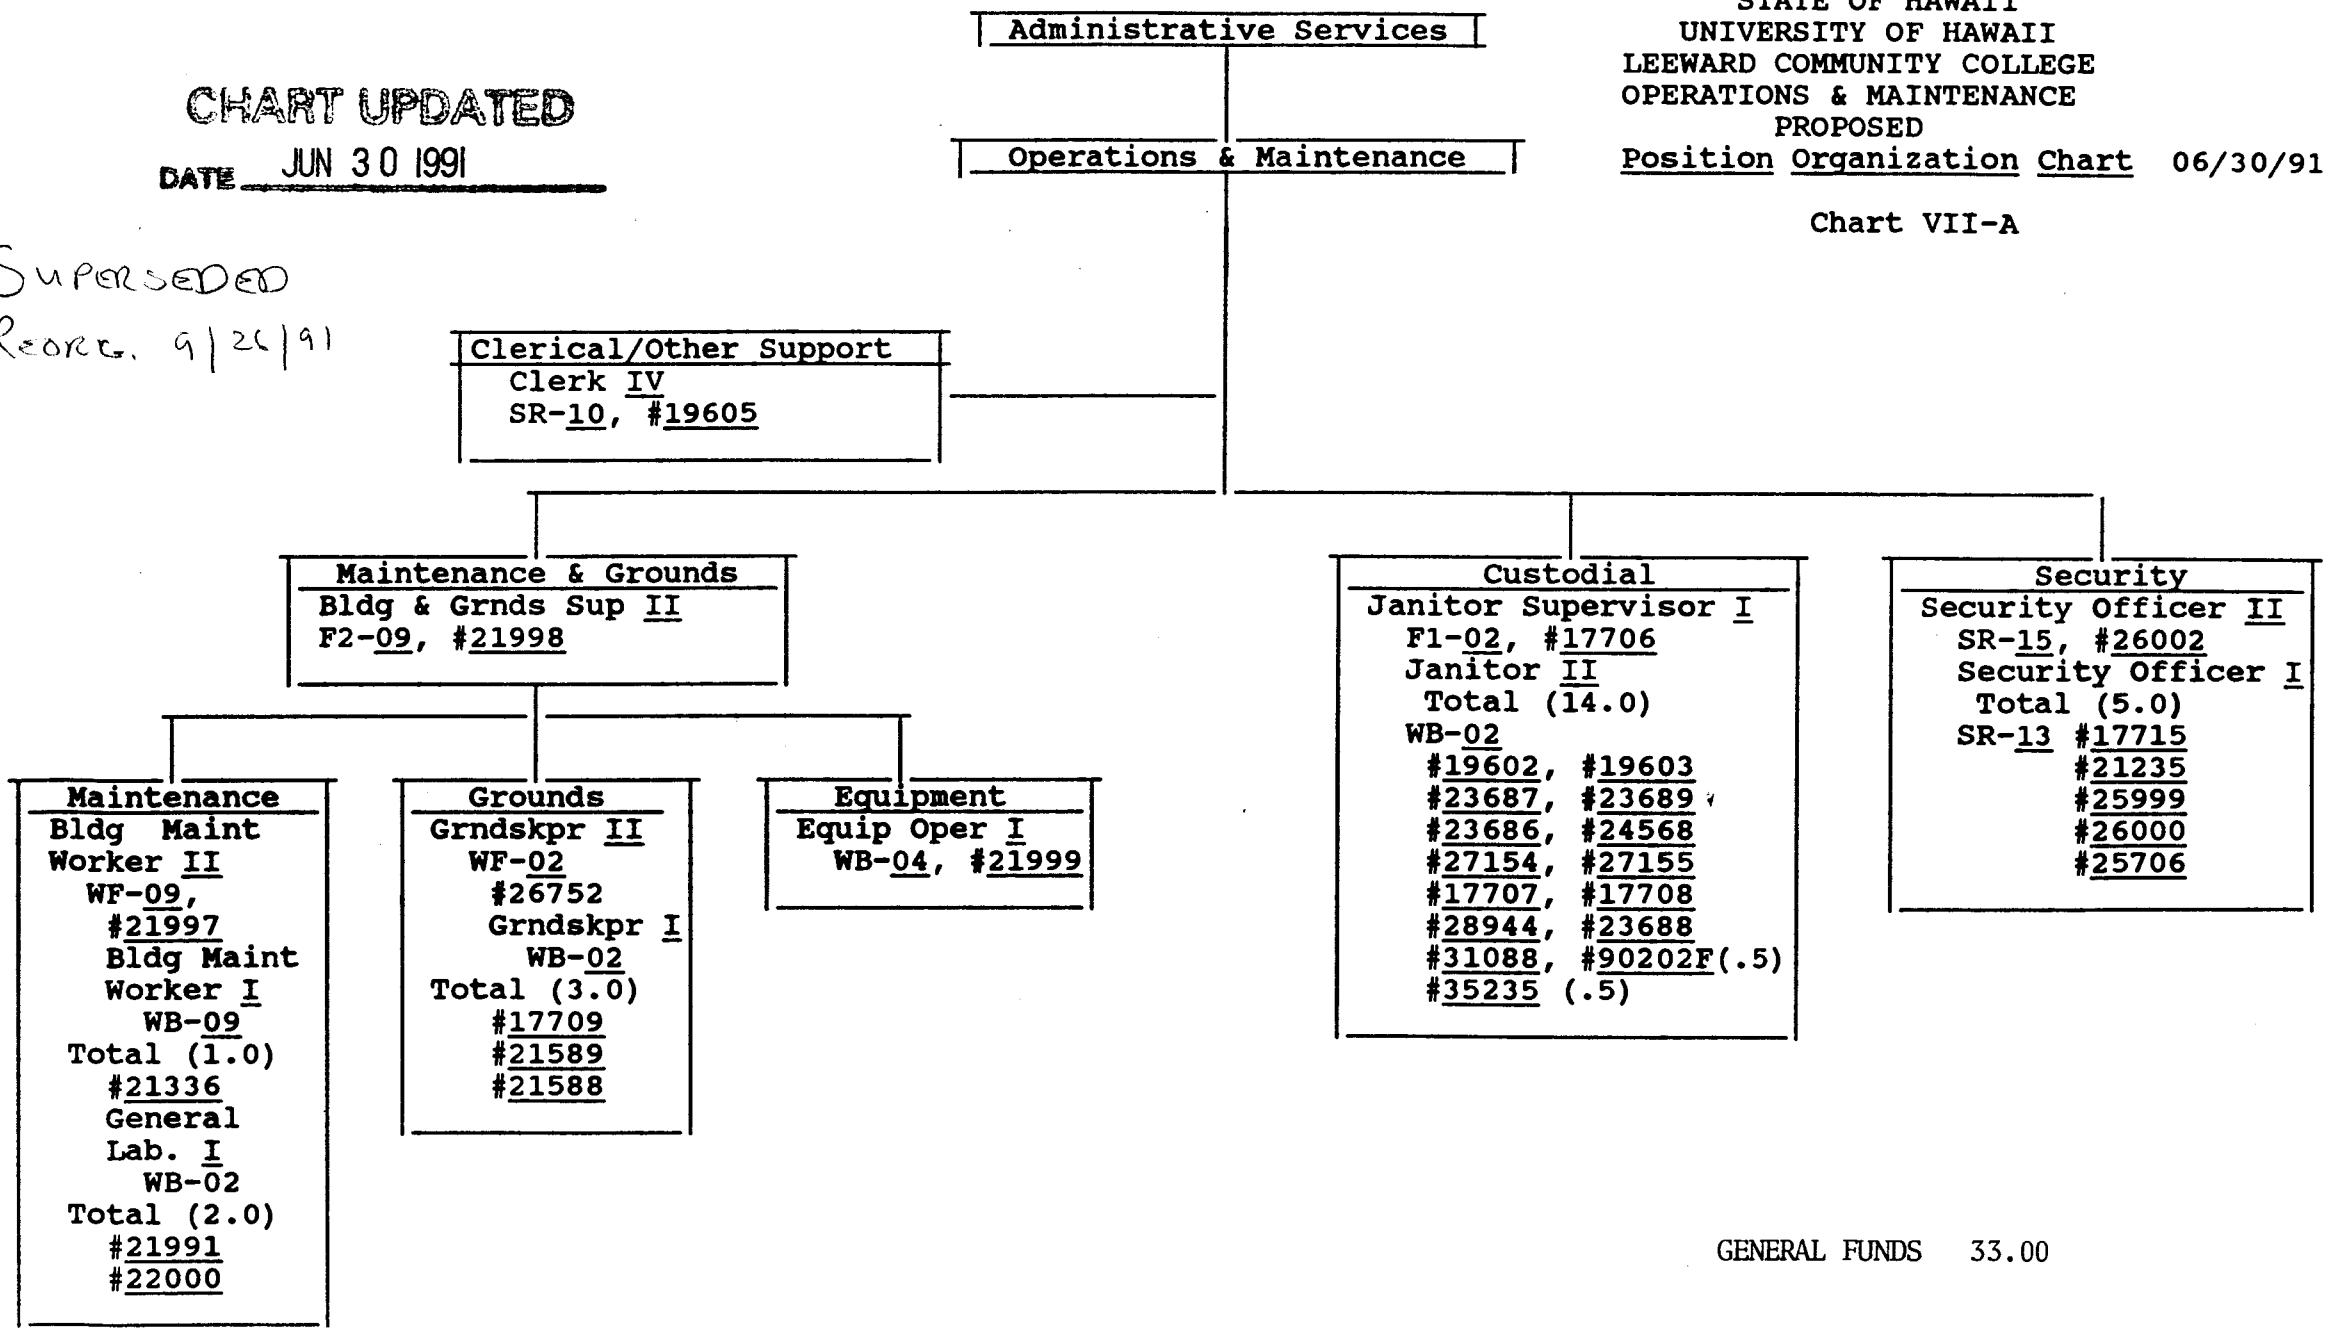 Administrative Services
STATE OF HAWAII
UNIVERSITY OF HAWAII
LEEWARD COMMUNITY COLLEGE
OPERATIONS & MAINTENANCE
PROPOSED
Position Organization Chart 06/30/91
Chart VII-A
CHART UPDATED
DATE JUN 30 1991
Operations & Maintenance
SUPERSEDED
REORG. 9/26/91
Clerical/Other Support
Clerk IV
SR-10, #19605
Maintenance & Grounds
Bldg & Grnds Sup II
F2-09, #21998
Maintenance
Bldg Maint
Worker II
WF-09,
#21997
Bldg Maint
Worker I
WB-09
Total (1.0)
#21336
General
Lab. I
WB-02
Total (2.0)
#21991
#22000
Grounds
Grndskpr II
WF-02
#26752
Grndskpr I
WB-02
Total (3.0)
#17709
#21589
#21588
Equipment
Equip Oper I
WB-04, #21999
Custodial
Janitor Supervisor I
F1-02, #17706
Janitor II
Total (14.0)
WB-02
#19602, #19603
#23687, #23689
#23686, #24568
#27154, #27155
#17707, #17708
#28944, #23688
#31088, #90202F(.5)
#35235 (.5)
Security
Security Officer II
SR-15, #26002
Security Officer I
Total (5.0)
SR-13 #17715
#21235
#25999
#26000
#25706
GENERAL FUNDS 33.00